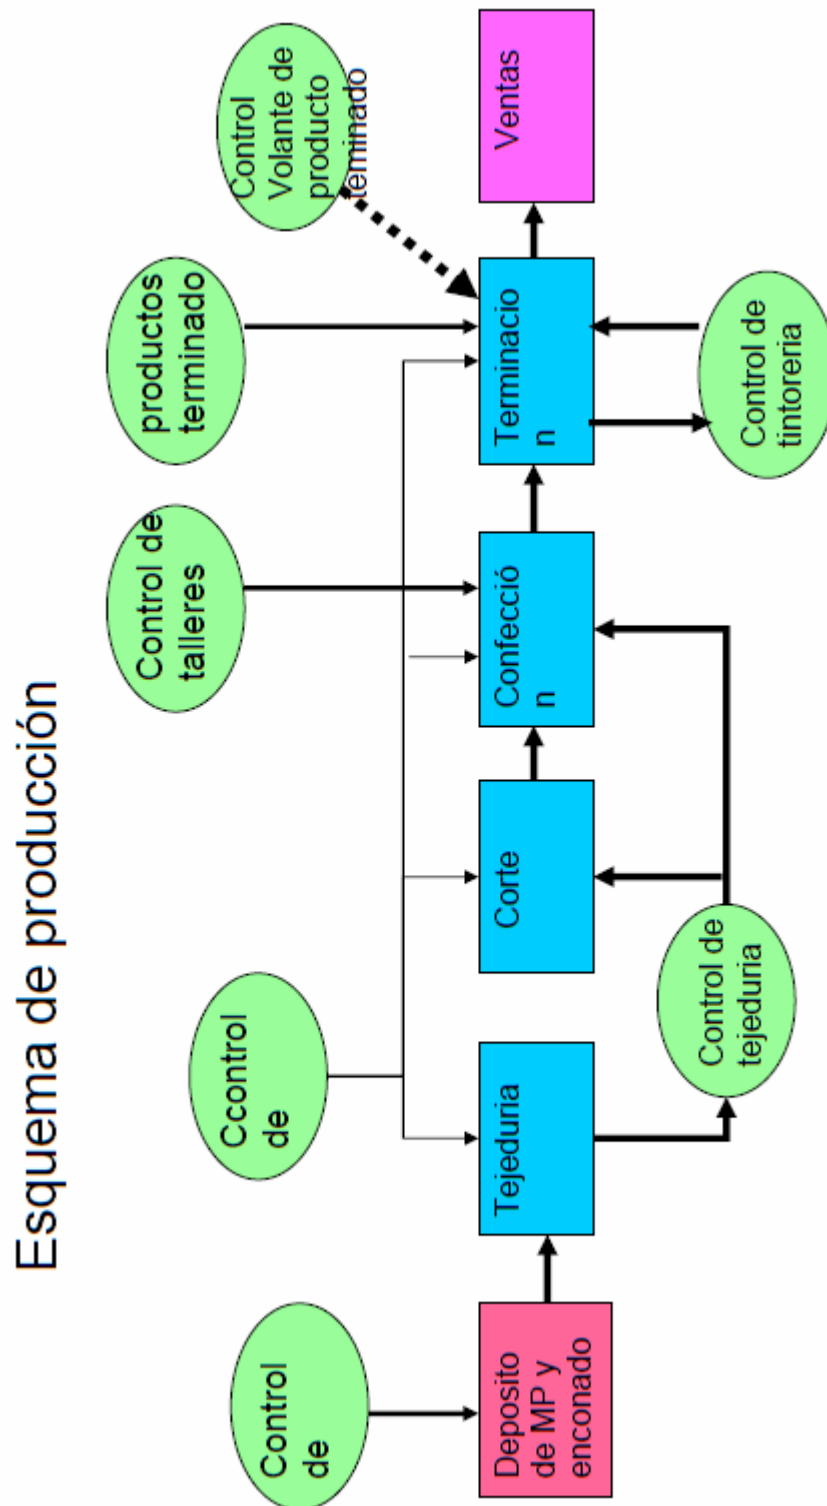 Esquema de producción
Control
de
Ccontrol
de
Control de
talleres
productos
terminado
Control
Volante de
producto
téminado
Deposito
de MP y
enconado
Tejeduria
Corte
Confecció
n
Terminacio
n
Ventas
Control de
tejeduria
Control de
tintoreria